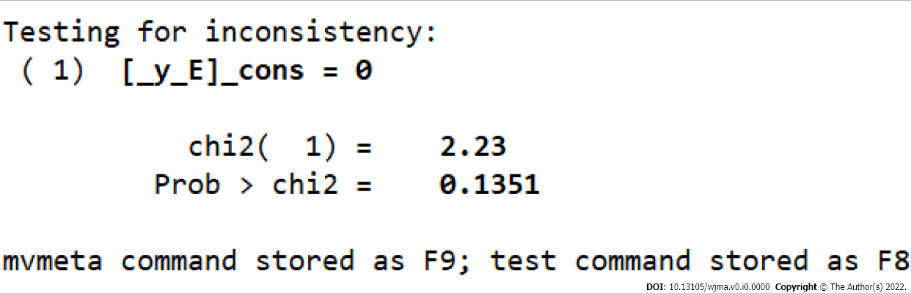 Testing for inconsistency:
( 1) [_y_E]_cons = 0
chi2( 1) = 2.23
Prob > chi2 = 0.1351
mvmeta command stored as F9; test command stored as F8
DOI: 10.13105/wjma.v0.i0.0000 Copyright © The Author(s) 2022.